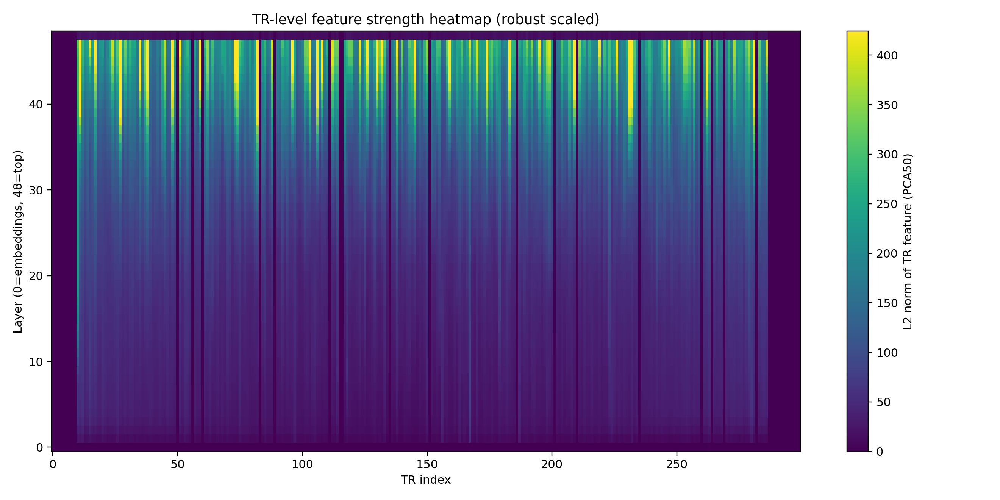 TR-level feature strength heatmap (robust scaled)
Layer (0=embeddings, 48=top)
40
30
20
10
0
0 50 100 150 200 250
TR index
400
350
300
250
200
150
100
50
0
L2 norm of TR feature (PCA50)